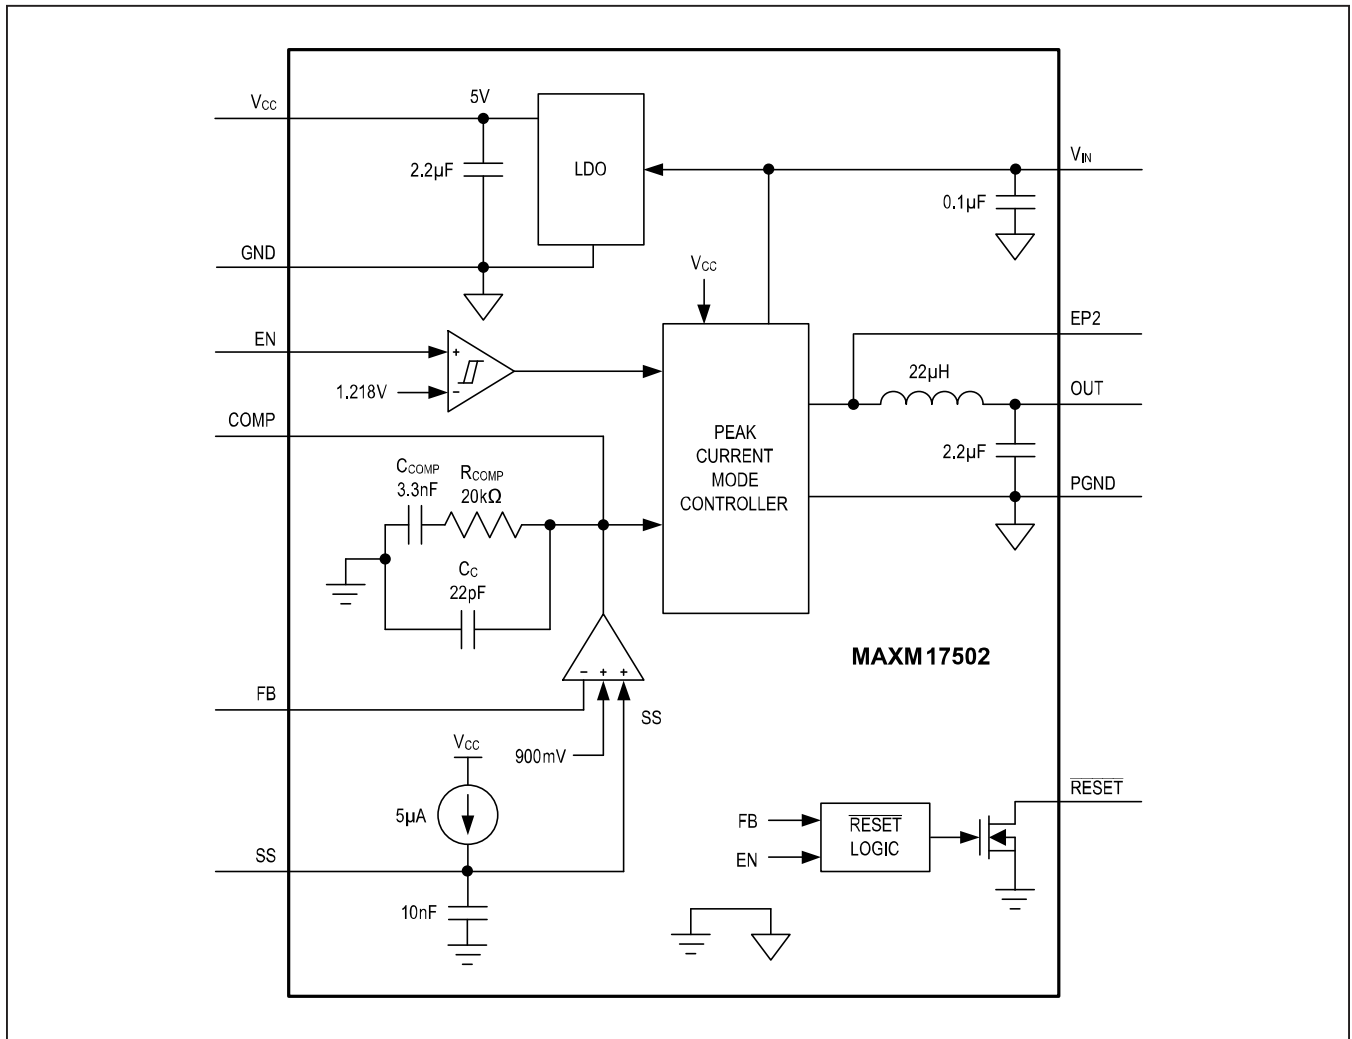 VCC
5V
LDO
2.2µF
VIN
0.1µF
GND
VCC
EP2
EN
+
−
1.218V
22µH
OUT
COMP
PEAK
CURRENT
MODE
CONTROLLER
2.2µF
CCOMP
3.3nF
RCOMP
20kΩ
PGND
CC
22pF
MAXM17502
− + +
FB
SS
900mV
VCC
5µA
RESET
FB
EN
RESET
LOGIC
SS
10nF